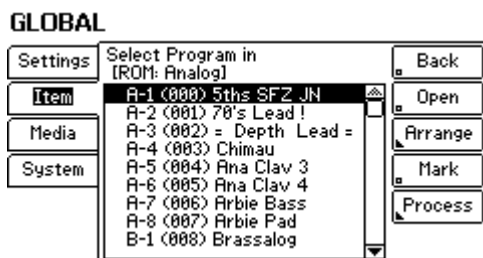 GLOBAL
Settings
Item
Media
System
Select Program in
[ROM: Analog]
A-1 (000) 5ths SFZ JN
A-2 (001) 70's Lead !
A-3 (002) = Depth Lead =
A-4 (003) Chimau
A-5 (004) Ana Clav 3
A-6 (005) Ana Clav 4
A-7 (006) Arbie Bass
A-8 (007) Arbie Pad
B-1 (008) Brassalog
Back
Open
Arrange
Mark
Process